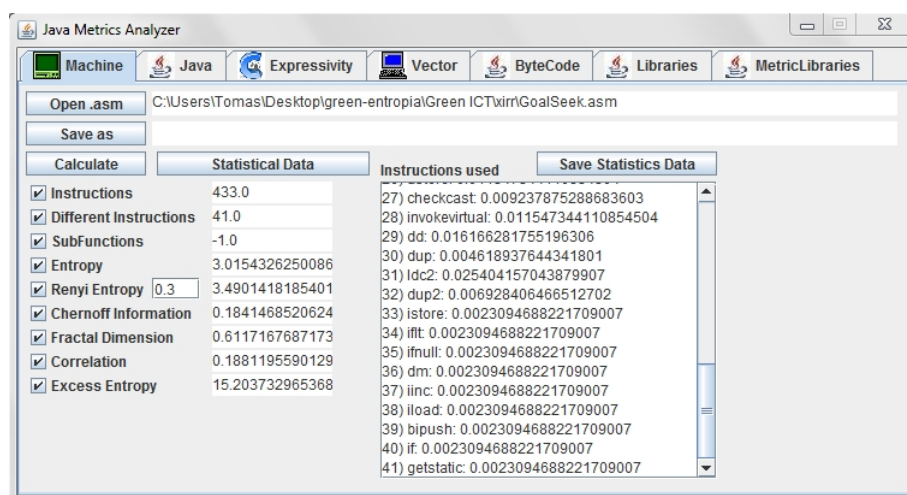 Java Metrics Analyzer
Machine Java Expressivity Vector ByteCode Libraries MetricLibraries
Open .asm C:\Users\Tomas\Desktop\green-entropia\Green ICT\xirr\GoalSeek.asm
Save as
Calculate Statistical Data Instructions used Save Statistics Data
Instructions 433.0
Different Instructions 41.0
SubFunctions -1.0
Entropy 3.0154326250086
Renyi Entropy 0.3 3.4901418185401
Chernoff Information 0.1841468520624
Fractal Dimension 0.6117167687173
Correlation 0.1881195590129
Excess Entropy 15.203732965368
27) checkcast: 0.009237875288683603
28) invokevirtual: 0.011547344110854504
29) dd: 0.016166281755196306
30) dup: 0.004618937644341801
31) ldc2: 0.025404157043879907
32) dup2: 0.006928406466512702
33) istore: 0.0023094688221709007
34) iflt: 0.0023094688221709007
35) ifnull: 0.0023094688221709007
36) dm: 0.0023094688221709007
37) iinc: 0.0023094688221709007
38) iload: 0.0023094688221709007
39) bipush: 0.0023094688221709007
40) if: 0.0023094688221709007
41) getstatic: 0.0023094688221709007